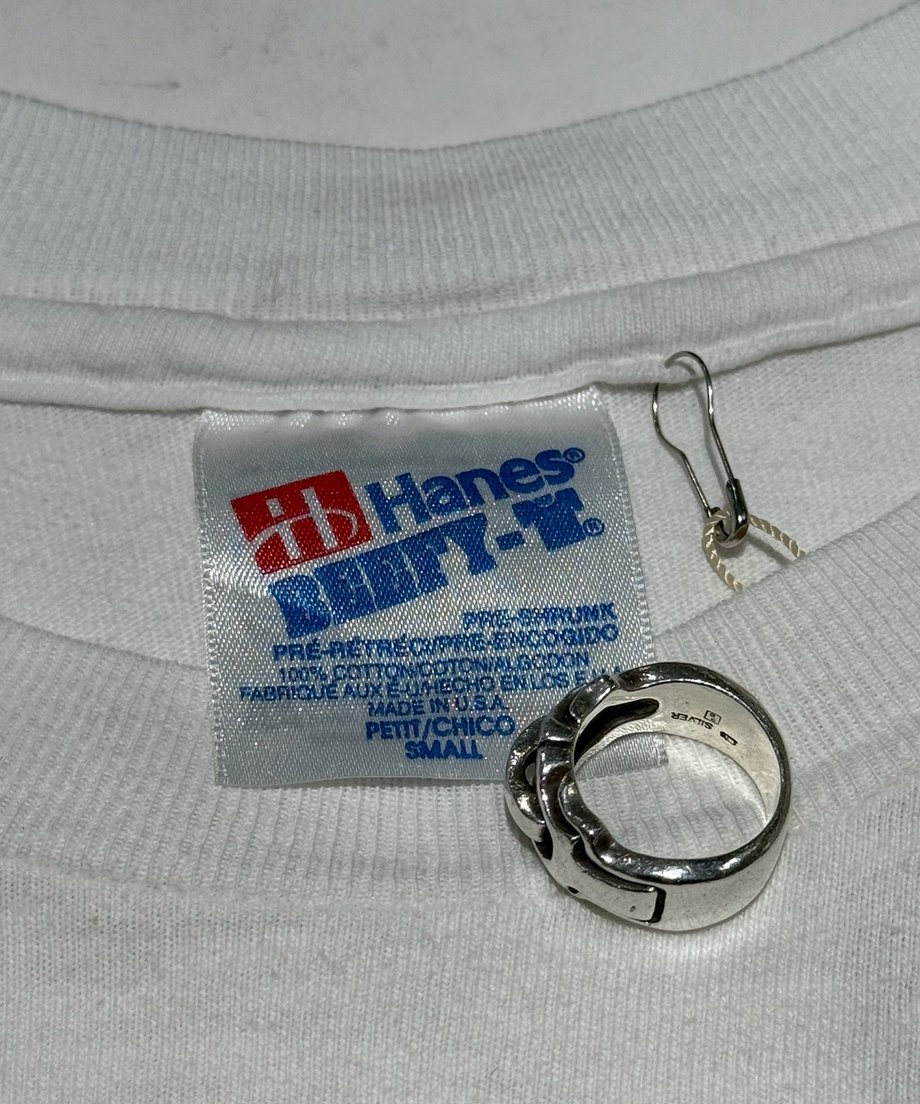 Hanes®
BEEFY-T®
PRE-SHRUNK
PRÉ-RÉTRÉCI/PRE-ENCOGIDO
100% COTTON/COTON/ALGODON
FABRIQUÉ AUX E-U/HECHO EN LOS E.U.A.
MADE IN U.S.A.
PETIT/CHICO
SMALL
SILVER